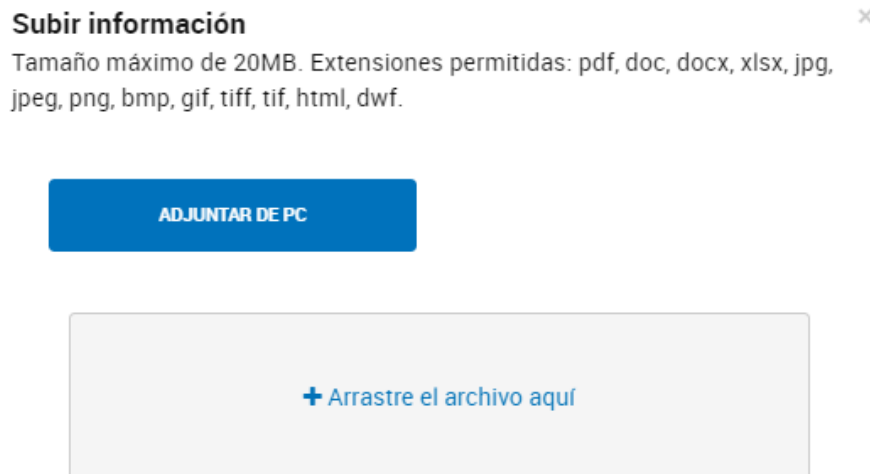 Subir información
Tamaño máximo de 20MB. Extensiones permitidas: pdf, doc, docx, xlsx, jpg,
jpeg, png, bmp, gif, tiff, tif, html, dwf.
ADJUNTAR DE PC
+ Arrastre el archivo aquí